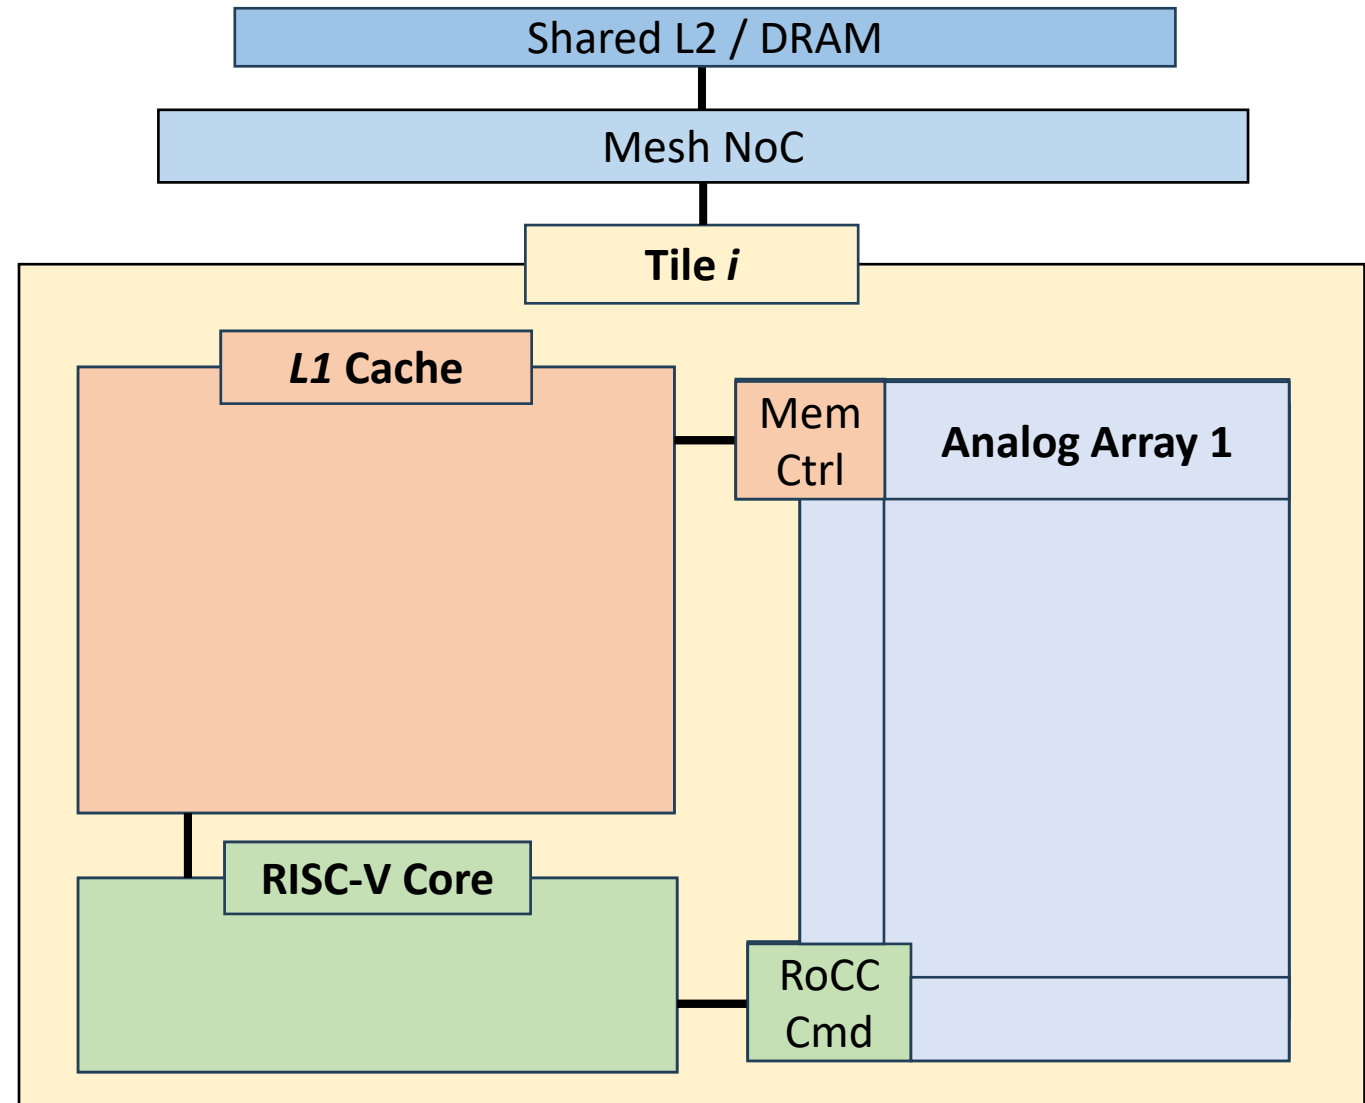 Shared L2 / DRAM
Mesh NoC
Tile i
L1 Cache
Mem
Ctrl
Analog Array 1
RISC-V Core
RoCC
Cmd